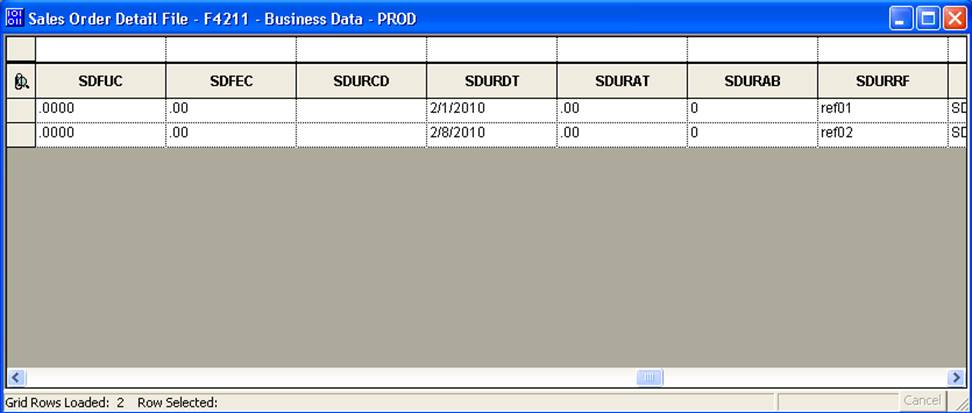 Sales Order Detail File - F4211 - Business Data - PROD
SDFUC SDFEC SDURCD SDURDT SDURAT SDURAB SDURRF
.0000 .00 2/1/2010 .00 0 ref01 SD
.0000 .00 2/8/2010 .00 0 ref02 SD
Grid Rows Loaded: 2 Row Selected: Cancel